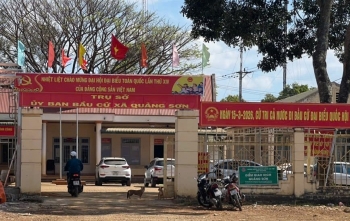 NHIỆT LIỆT CHÀO MỪNG ĐẠI HỘI ĐẠI BIỂU TOÀN QUỐC LẦN THỨ XIV
CỦA ĐẢNG CỘNG SẢN VIỆT NAM
TRỤ SỞ
ỦY BAN BẦU CỬ XÃ QUẢNG SƠN
NGÀY 15-3-2026, CỬ TRI CẢ NƯỚC ĐI BẦU CỬ ĐẠI BIỂU QUỐC HỘI